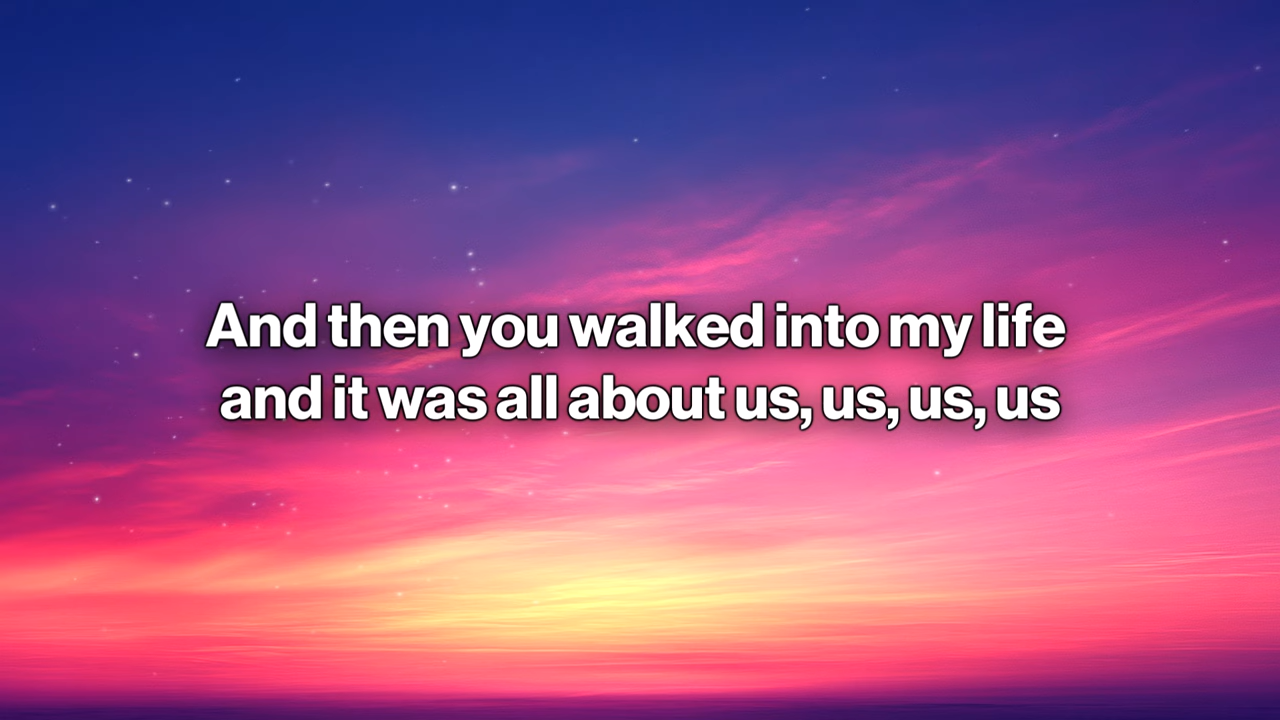 And then you walked into my life
and it was all about us, us, us, us